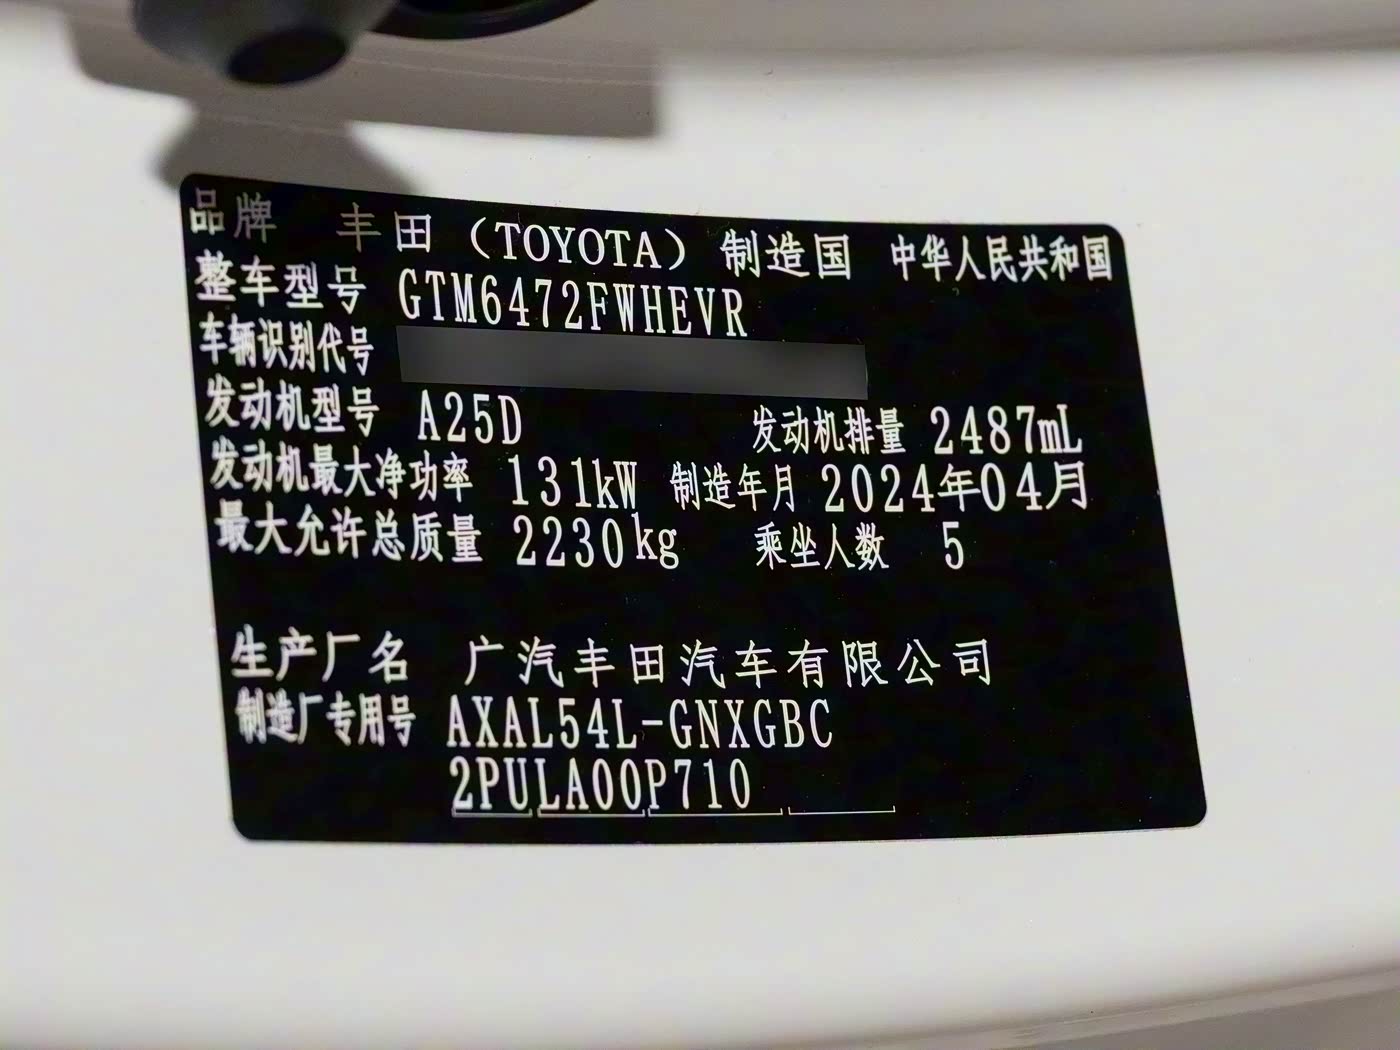 品牌 丰田（TOYOTA）制造国 中华人民共和国
整车型号 GTM6472FWHEVR
车辆识别代号
发动机型号 A25D 发动机排量 2487mL
发动机最大净功率 131kW 制造年月 2024年04月
最大允许总质量 2230kg 乘坐人数 5
生产厂名 广汽丰田汽车有限公司
制造厂专用号 AXAL54L-GNXGBC
2PULA00P710